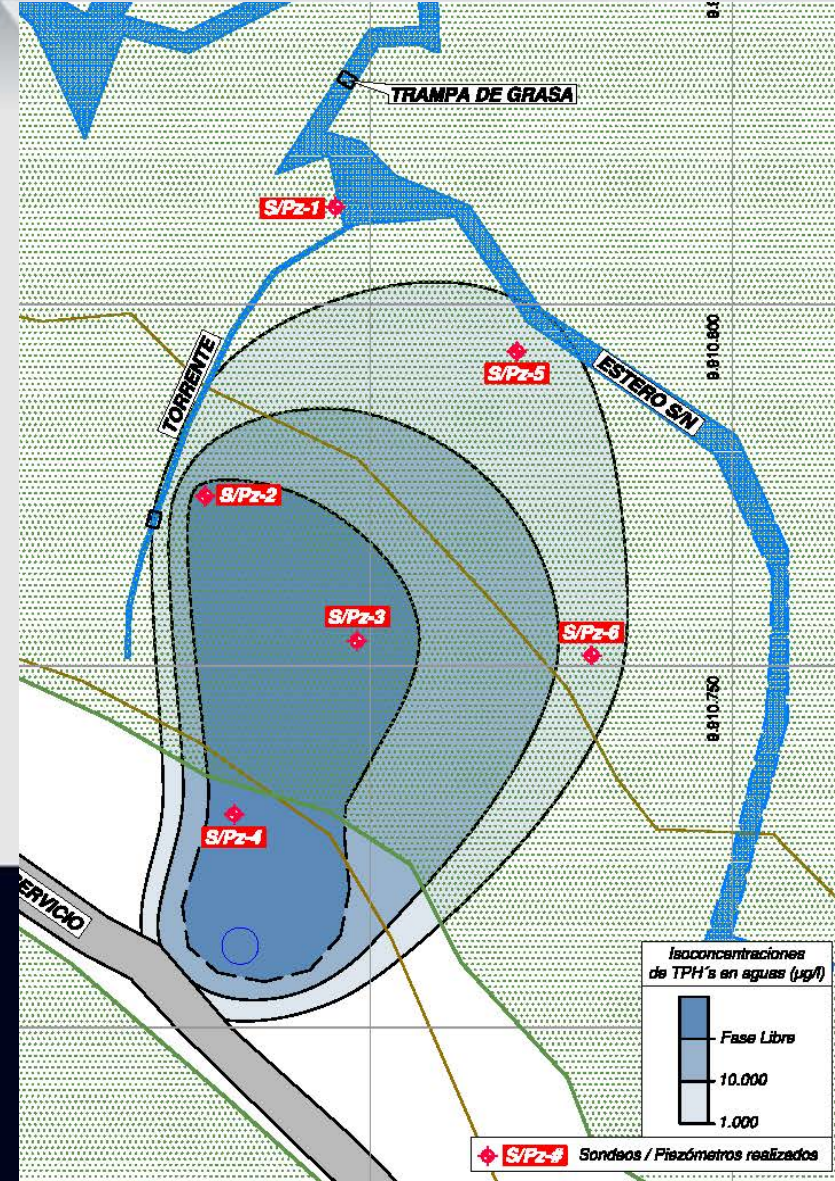 TRAMPA DE GRASA
S/Pz-1
9.810.800
TORRENTE
S/Pz-5
ESTERO S/N
S/Pz-2
S/Pz-3
S/Pz-6
9.810.750
S/Pz-4
ERVICIO
Isoconcentraciones
de TPH´s en aguas (µg/l)
Fase Libre
10.000
1.000
S/Pz-# Sondeos / Piezómetros realizados